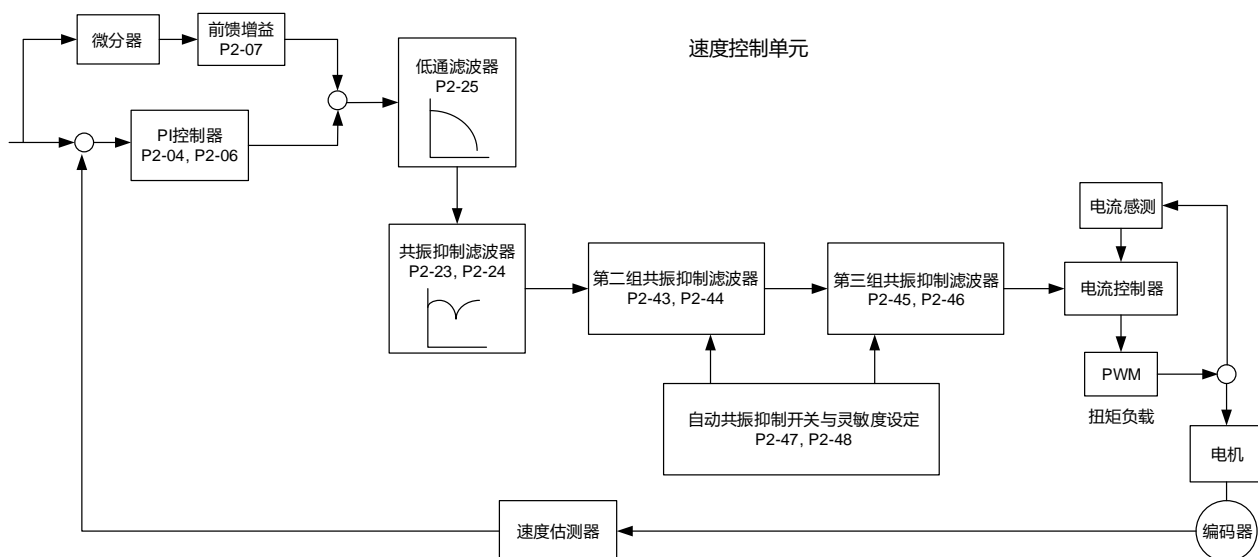 速度控制单元
微分器
前馈增益
P2-07
低通滤波器
P2-25
PI控制器
P2-04, P2-06
共振抑制滤波器
P2-23, P2-24
第二组共振抑制滤波器
P2-43, P2-44
第三组共振抑制滤波器
P2-45, P2-46
电流感测
电流控制器
PWM
扭矩负载
自动共振抑制开关与灵敏度设定
P2-47, P2-48
电机
速度估测器
编码器